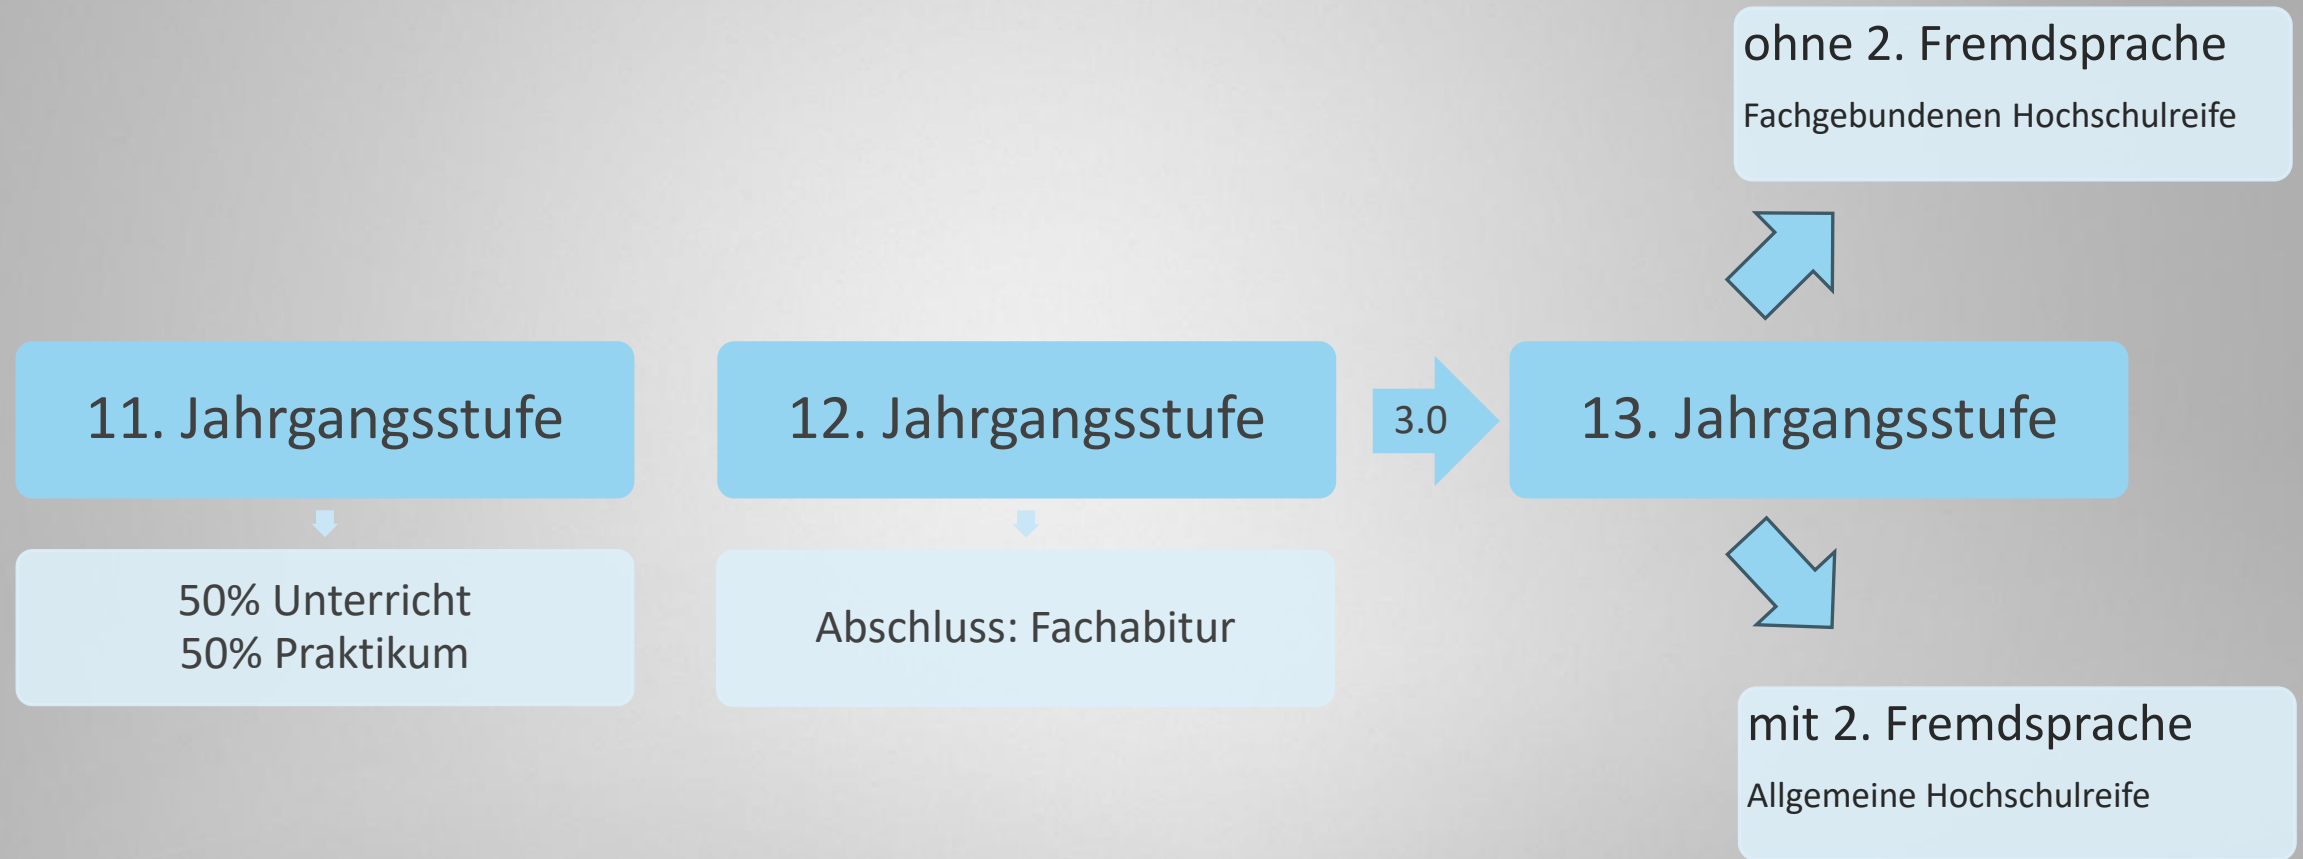 11. Jahrgangsstufe
50% Unterricht
50% Praktikum
12. Jahrgangsstufe
Abschluss: Fachabitur
3.0
13. Jahrgangsstufe
ohne 2. Fremdsprache
Fachgebundenen Hochschulreife
mit 2. Fremdsprache
Allgemeine Hochschulreife